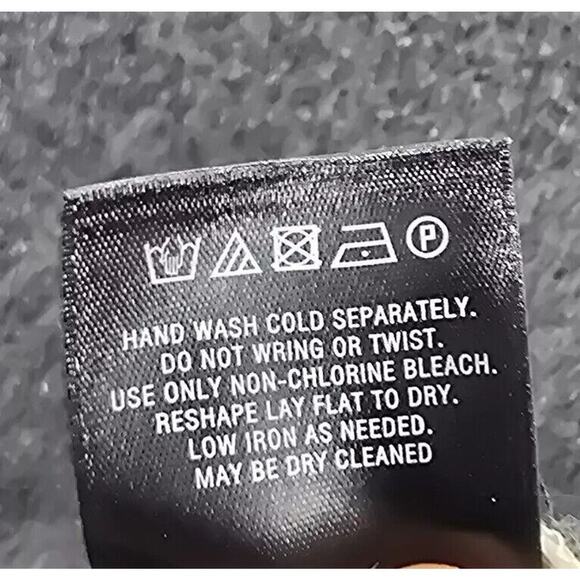 P
HAND WASH COLD SEPARATELY.
DO NOT WRING OR TWIST.
USE ONLY NON-CHLORINE BLEACH.
RESHAPE LAY FLAT TO DRY.
LOW IRON AS NEEDED.
MAY BE DRY CLEANED